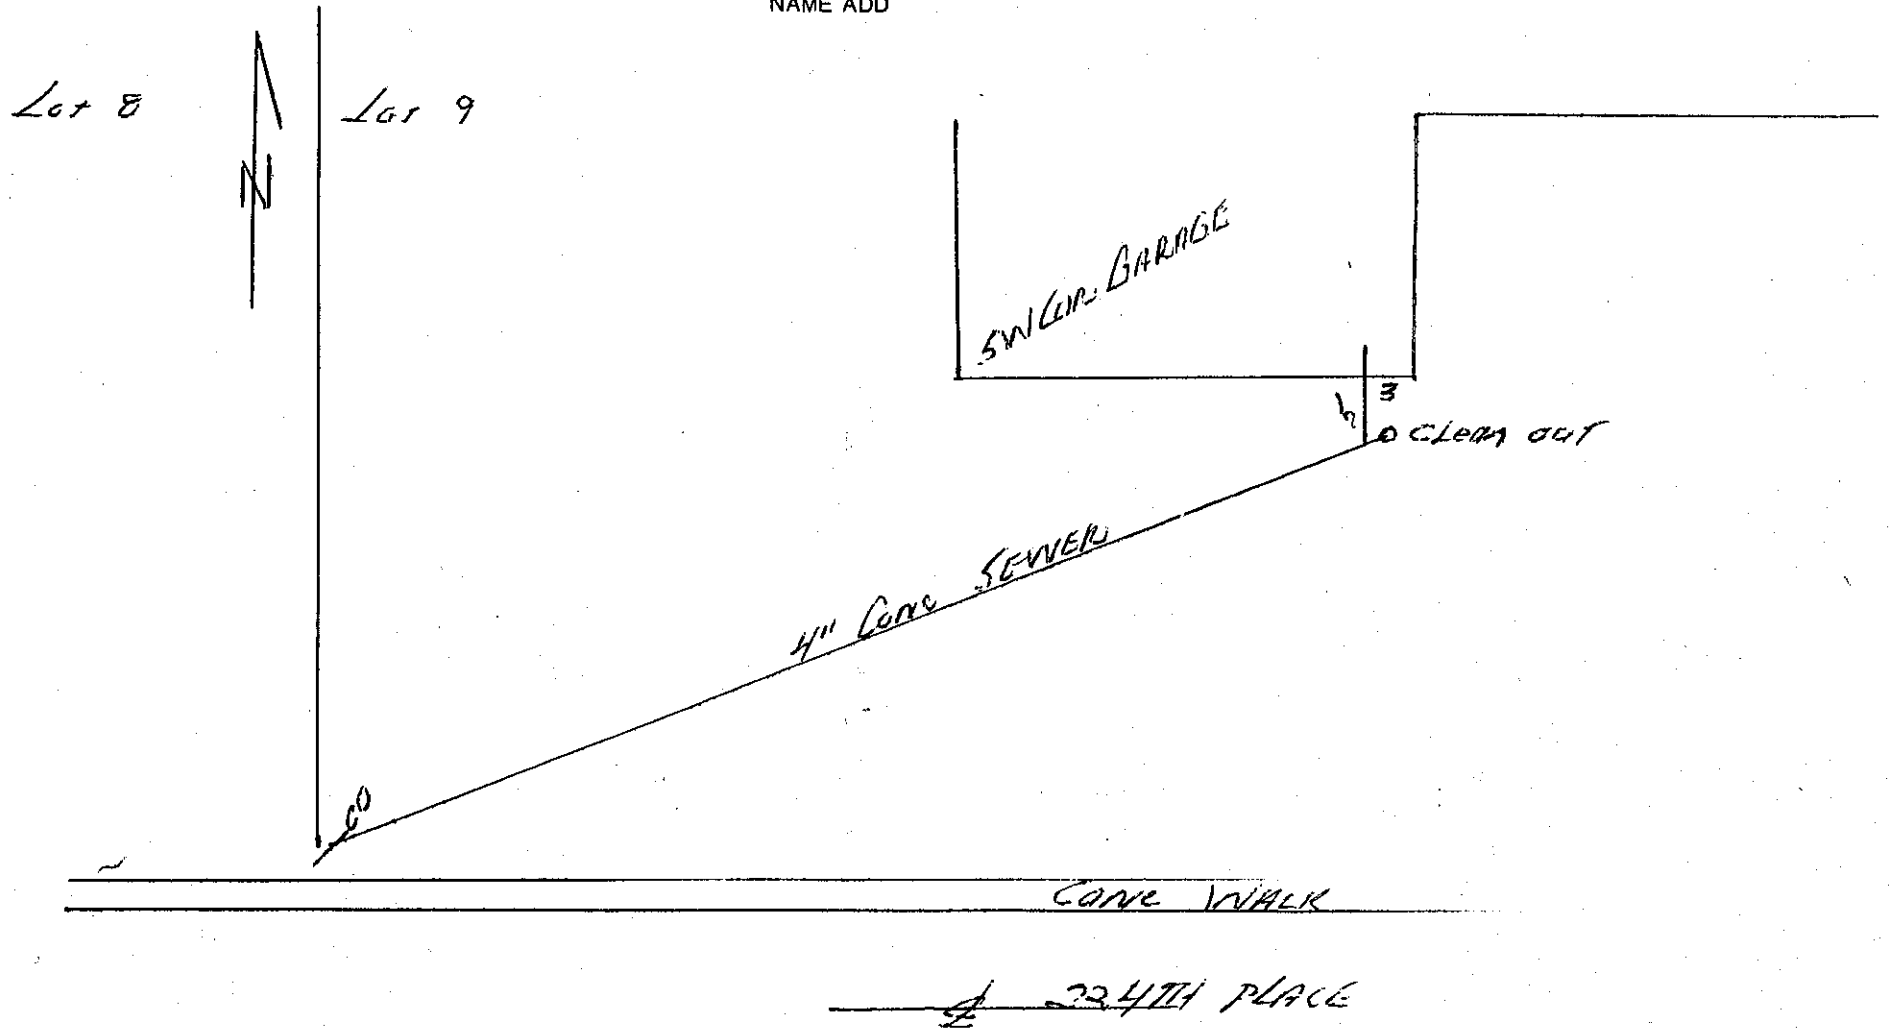 NAME ADD
Lot 8
N
Lot 9
SW COR. GARAGE
3
CLean out
4" Conc SEWER
CO
CONC WALK
℄ 224TH PLACE